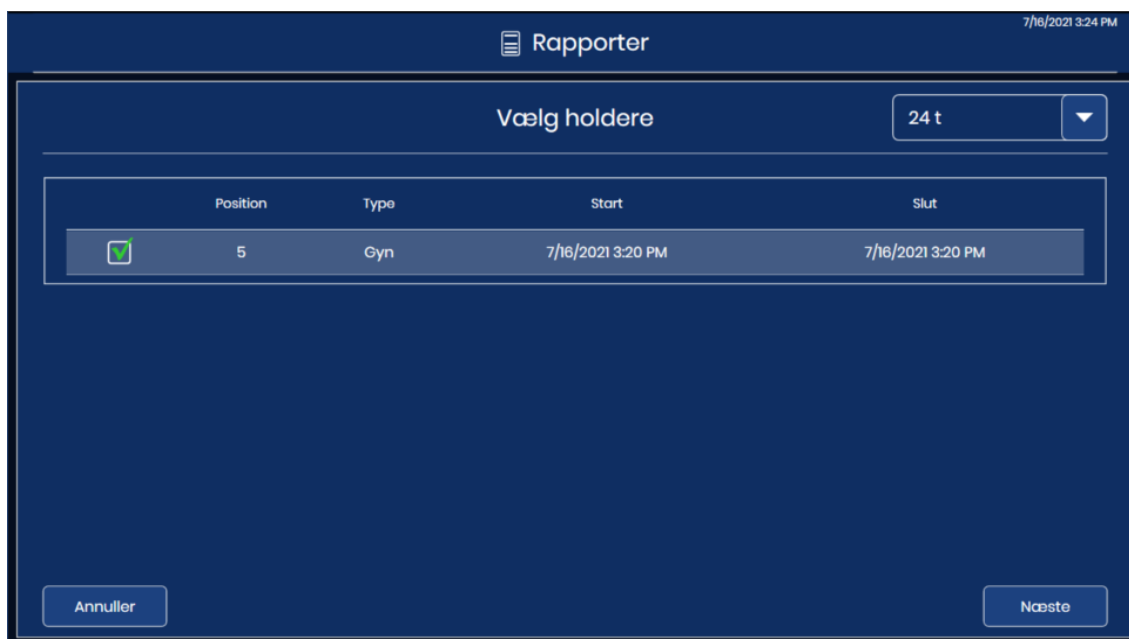 7/16/2021 3:24 PM
Rapporter
Vælg holdere
24 t
Position Type Start Slut
5 Gyn 7/16/2021 3:20 PM 7/16/2021 3:20 PM
Annuller Næste